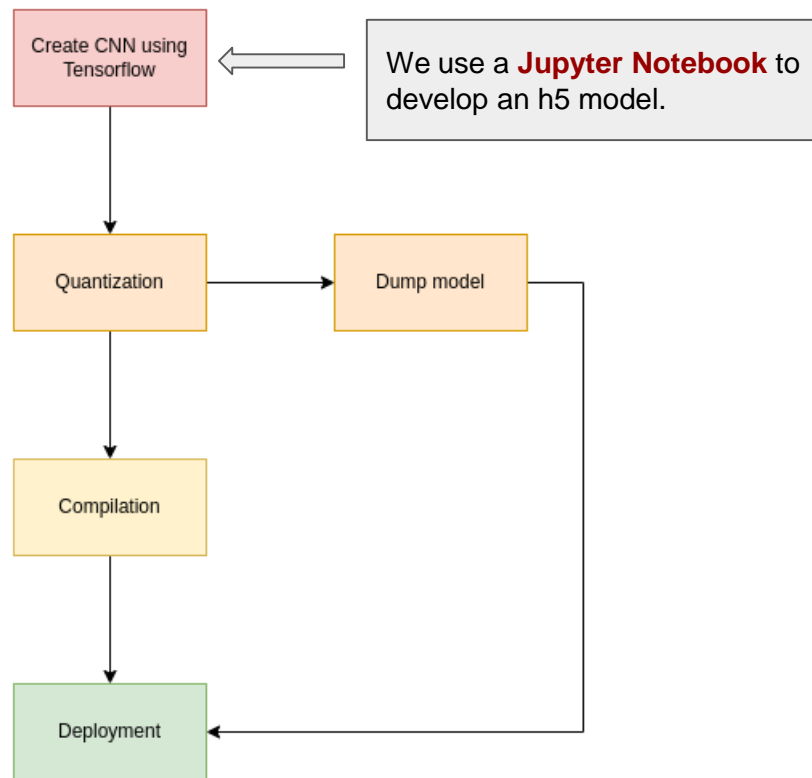 Create CNN using
Tensorflow
We use a Jupyter Notebook to
develop an h5 model.
Quantization
Dump model
Compilation
Deployment